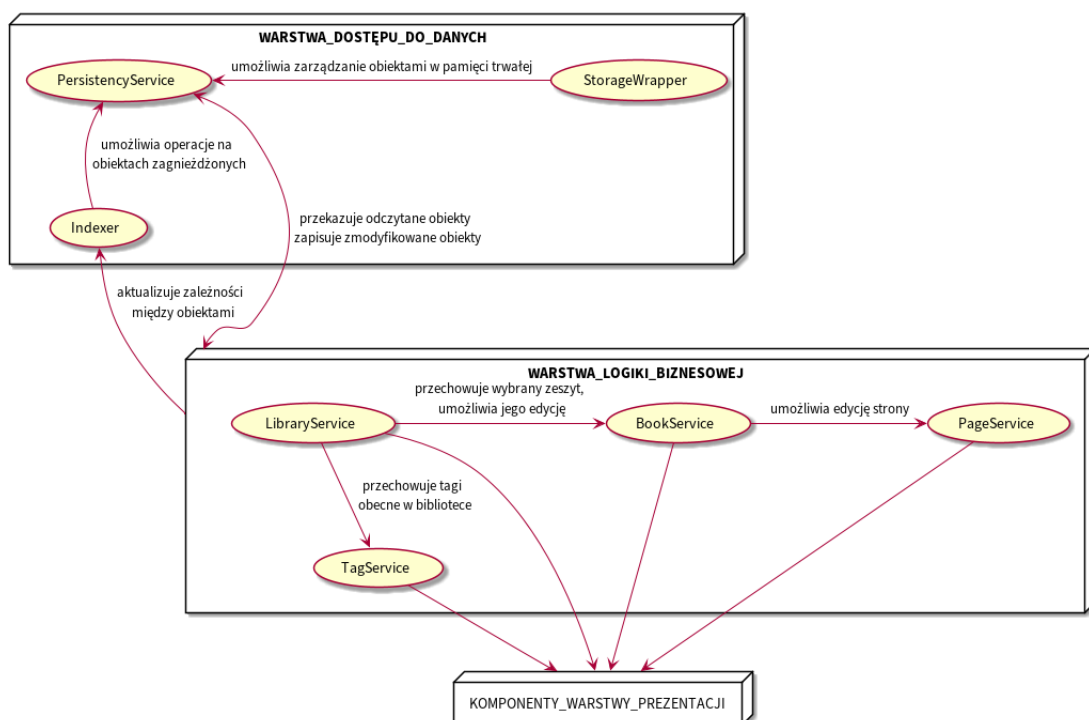 WARSTWA_DOSTĘPU_DO_DANYCH
PersistencyService
umożliwia zarządzanie obiektami w pamięci trwałej
StorageWrapper
umożliwia operacje na
obiektach zagnieżdżonych
Indexer
przekazuje odczytane obiekty
zapisuje zmodyfikowane obiekty
aktualizuje zależności
między obiektami
WARSTWA_LOGIKI_BIZNESOWEJ
LibraryService
przechowuje wybrany zeszyt,
umożliwia jego edycję
BookService
umożliwia edycję strony
PageService
przechowuje tagi
obecne w bibliotece
TagService
KOMPONENTY_WARSTWY_PREZENTACJI